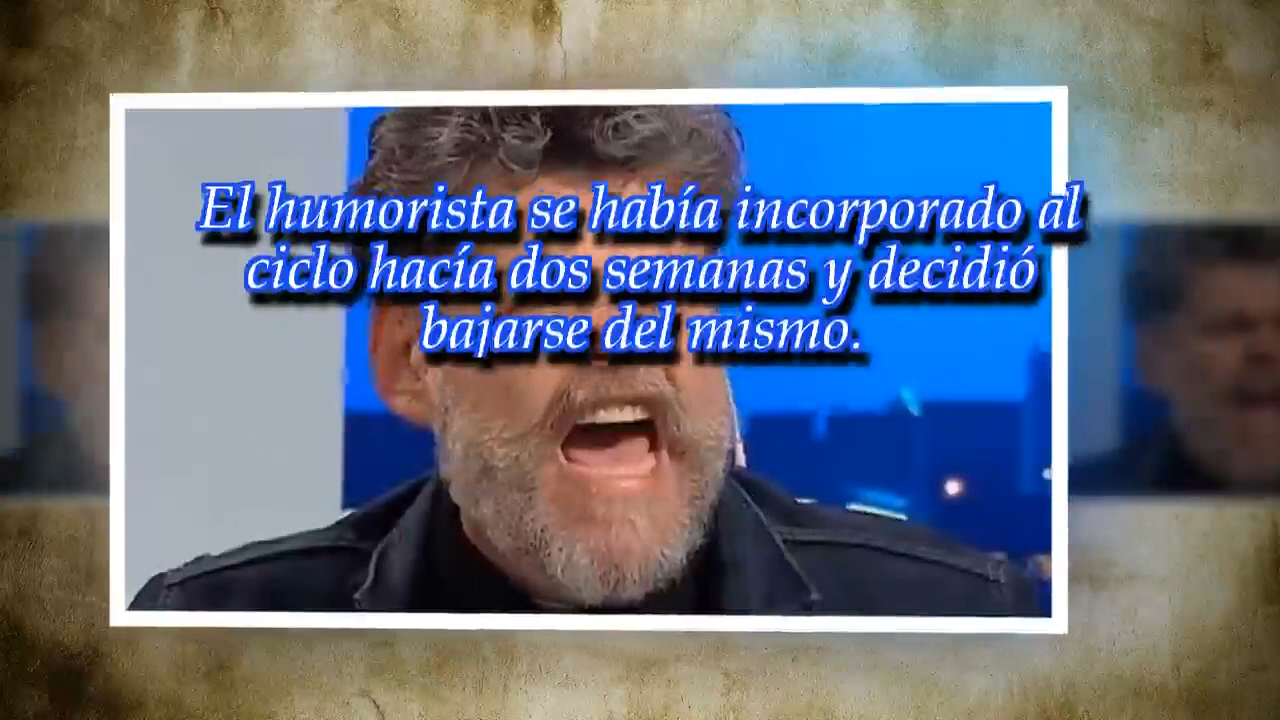 El humorista se había incorporado al
ciclo hacía dos semanas y decidió
bajarse del mismo.